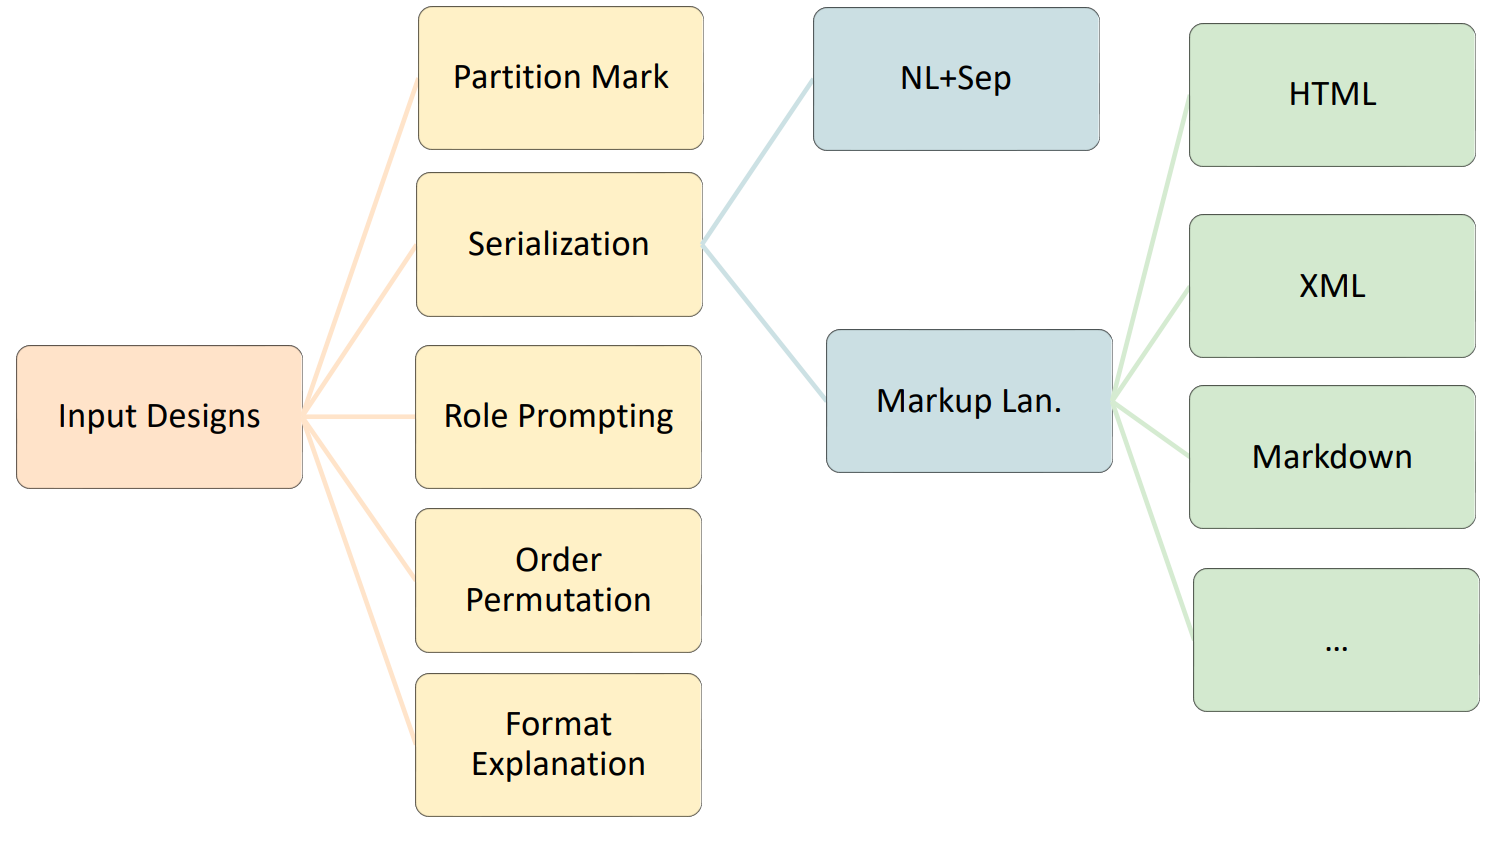 Input Designs
Partition Mark
Serialization
Role Prompting
Order
Permutation
Format
Explanation
NL+Sep
Markup Lan.
HTML
XML
Markdown
...